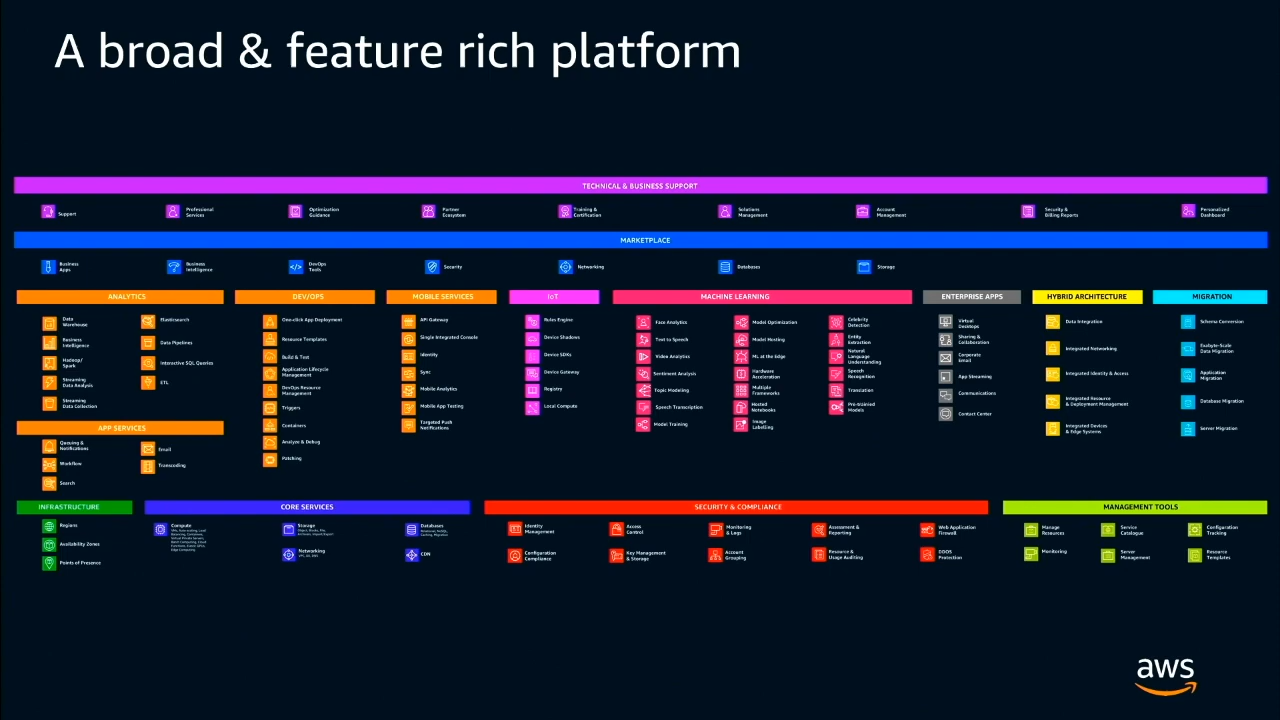 A broad & feature rich platform
TECHNICAL & BUSINESS SUPPORT
Support
Professional
Services
Optimization
Guidance
Partner
Ecosystem
Training &
Certification
Solutions
Management
Account
Management
Security &
Billing Reports
Personalized
Dashboard
MARKETPLACE
Business
Apps
Business
Intelligence
DevOps
Tools
Security
Networking
Databases
Storage
ANALYTICS
Data
Warehouse
Business
Intelligence
Hadoop/
Spark
Streaming
Data Analysis
Streaming
Data Collection
Elasticsearch
Data Pipelines
Interactive SQL Queries
ETL
APP SERVICES
Queuing &
Notifications
Workflow
Search
Email
Transcoding
DEV/OPS
One-click App Deployment
Resource Templates
Build & Test
Application Lifecycle
Management
DevOps Resource
Management
Triggers
Containers
Analyze & Debug
Patching
MOBILE SERVICES
API Gateway
Single Integrated Console
Identity
Sync
Mobile Analytics
Mobile App Testing
Targeted Push
Notifications
IoT
Rules Engine
Device Shadows
Device SDKs
Device Gateway
Registry
Local Compute
MACHINE LEARNING
Face Analytics
Text to Speech
Video Analytics
Sentiment Analysis
Topic Modeling
Speech Transcription
Model Training
Model Optimization
Model Hosting
ML at the Edge
Hardware
Acceleration
Multiple
Frameworks
Hosted
Notebooks
Image
Labelling
Celebrity
Detection
Entity
Extraction
Natural
Language
Understanding
Speech
Recognition
Translation
Pre-trained
Models
ENTERPRISE APPS
Virtual
Desktops
Sharing &
Collaboration
Corporate
Email
App Streaming
Communications
Contact Center
HYBRID ARCHITECTURE
Data Integration
Integrated Networking
Integrated Identity & Access
Integrated Resource
& Deployment Management
Integrated Devices
& Edge Systems
MIGRATION
Schema Conversion
Exabyte-Scale
Data Migration
Application
Migration
Database Migration
Server Migration
INFRASTRUCTURE
Regions
Availability Zones
Points of Presence
CORE SERVICES
Compute
Storage
Networking
Databases
CDN
SECURITY & COMPLIANCE
Identity
Management
Configuration
Compliance
Access
Control
Key Management
& Storage
Monitoring
& Logs
Account
Grouping
Assessment &
Reporting
Resource &
Usage Auditing
Web Application
Firewall
DDOS
Protection
MANAGEMENT TOOLS
Manage
Resources
Monitoring
Service
Catalogue
Server
Management
Configuration
Tracking
Resource
Templates
aws